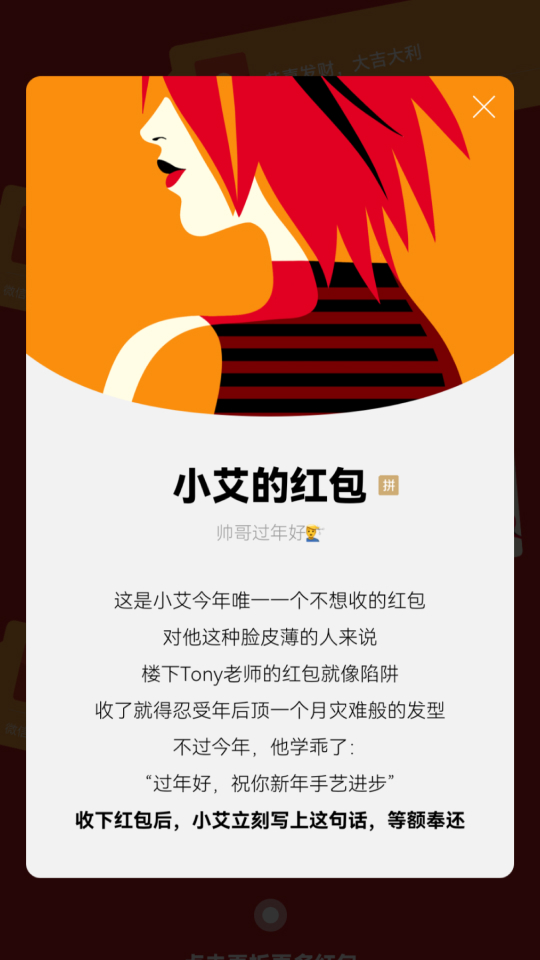 大吉大利
小艾的红包 拼
帅哥过年好
这是小艾今年唯一一个不想收的红包
对他这种脸皮薄的人来说
楼下Tony老师的红包就像陷阱
收了就得忍受年后顶一个月灾难般的发型
不过今年，他学乖了：
“过年好，祝你新年手艺进步”
收下红包后，小艾立刻写上这句话，等额奉还